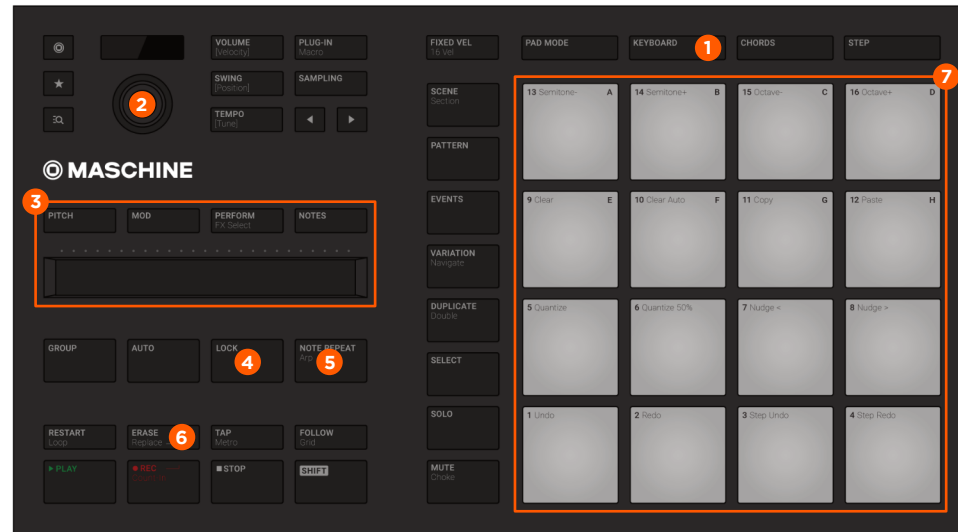 VOLUME
[Velocity]
PLUG-IN
Macro
FIXED VEL
16 Vel
PAD MODE
KEYBOARD
1
CHORDS
STEP
SWING
[Position]
SAMPLING
2
TEMPO
[Tune]
SCENE
Section
7
13 Semitone- A
14 Semitone+ B
15 Octave- C
16 Octave+ D
PATTERN
MASCHINE
3
PITCH
MOD
PERFORM
FX Select
NOTES
EVENTS
9 Clear E
10 Clear Auto F
11 Copy G
12 Paste H
VARIATION
Navigate
DUPLICATE
Double
5 Quantize
6 Quantize 50%
7 Nudge <
8 Nudge >
GROUP
AUTO
LOCK
4
NOTE REPEAT
Arp
5
SELECT
SOLO
1 Undo
2 Redo
3 Step Undo
4 Step Redo
RESTART
Loop
ERASE
Replace
6
TAP
Metro
FOLLOW
Grid
PLAY
REC
STOP
SHIFT
MUTE
Choke